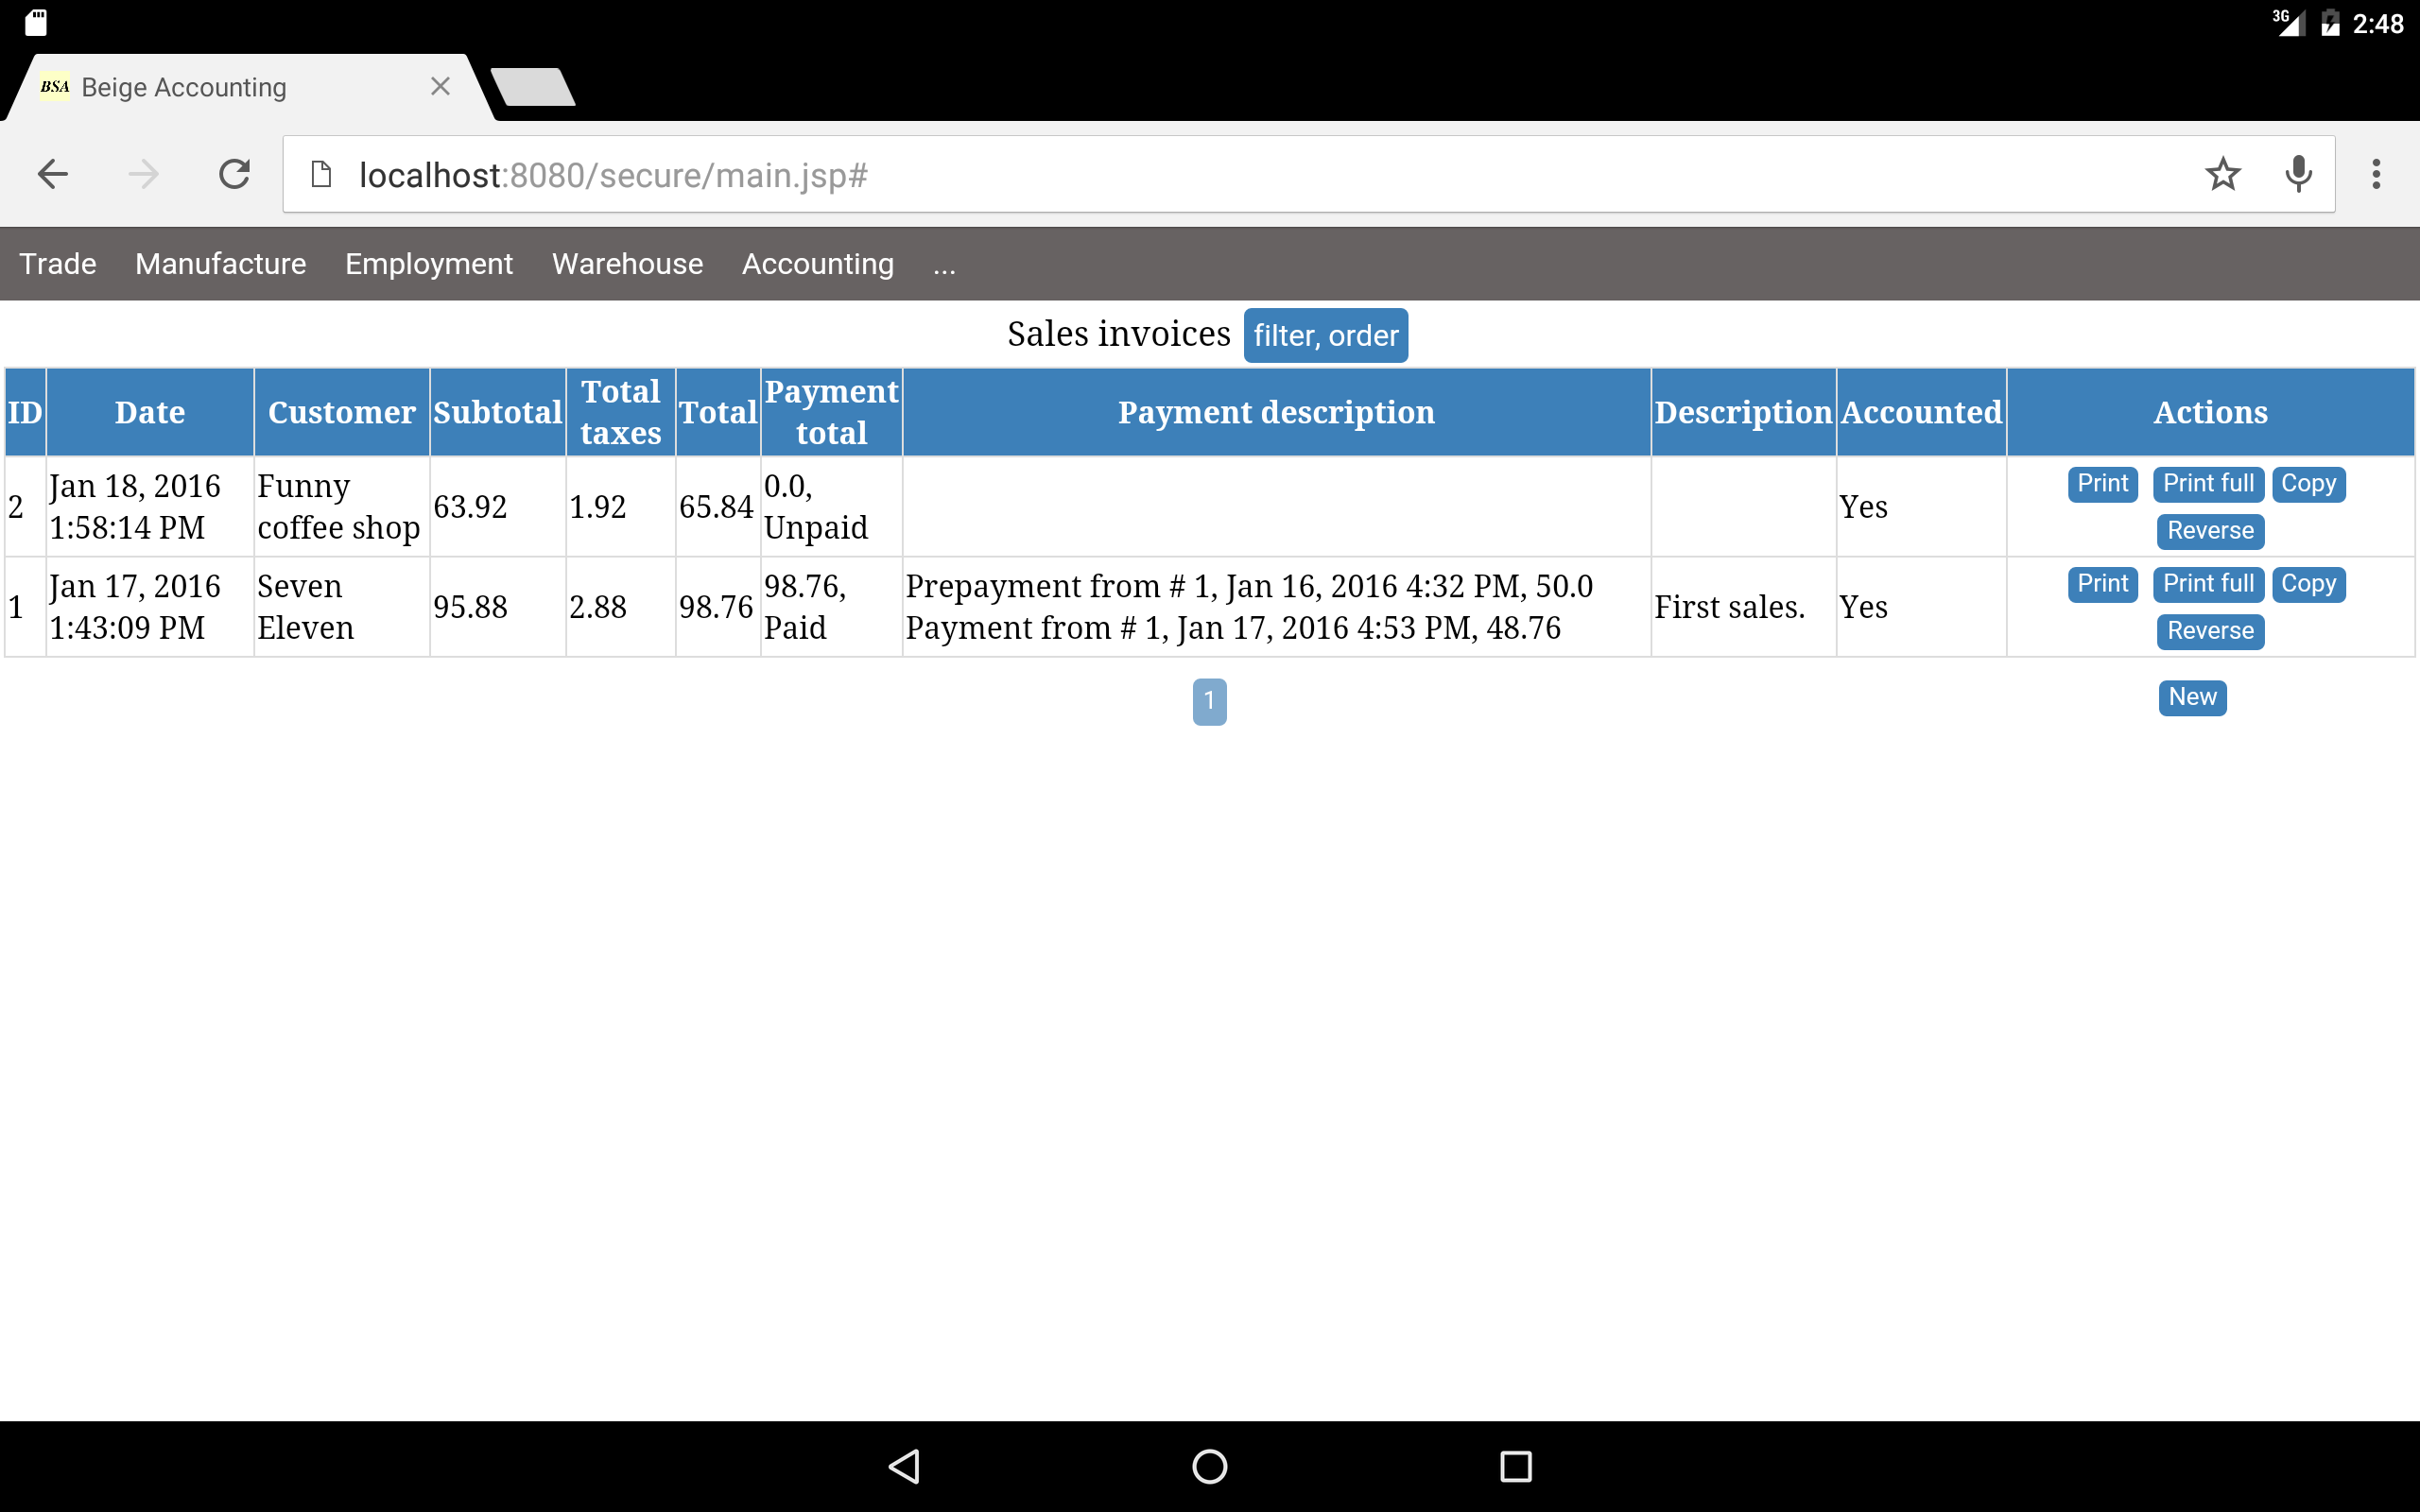 3G 2:48
BSA Beige Accounting
localhost:8080/secure/main.jsp#
Trade Manufacture Employment Warehouse Accounting ...
Sales invoices filter, order
ID Date Customer Subtotal Total taxes Total Payment total Payment description Description Accounted Actions
2 Jan 18, 2016 1:58:14 PM Funny coffee shop 63.92 1.92 65.84 0.0, Unpaid Yes Print Print full Copy Reverse
1 Jan 17, 2016 1:43:09 PM Seven Eleven 95.88 2.88 98.76 98.76, Paid Prepayment from # 1, Jan 16, 2016 4:32 PM, 50.0 Payment from # 1, Jan 17, 2016 4:53 PM, 48.76 First sales. Yes Print Print full Copy Reverse
1 New